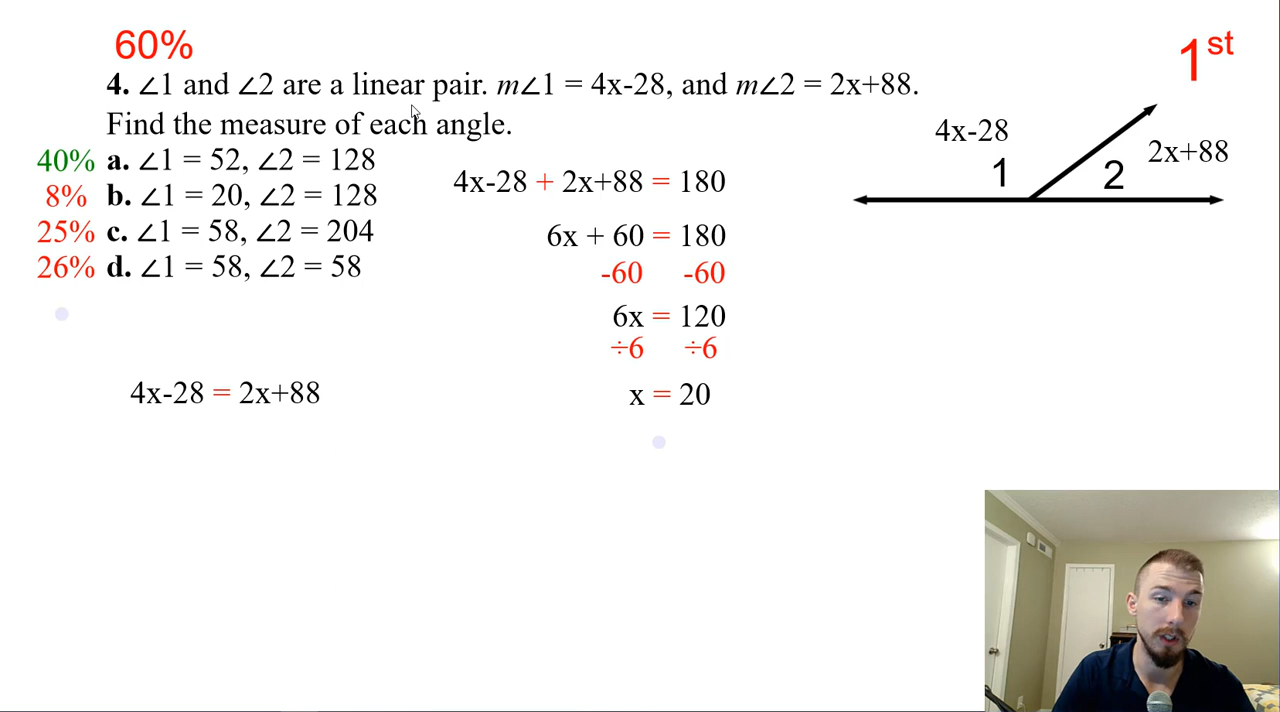 60%
1st
4. ∠1 and ∠2 are a linear pair. m∠1 = 4x-28, and m∠2 = 2x+88.
Find the measure of each angle.
40% a. ∠1 = 52, ∠2 = 128
8% b. ∠1 = 20, ∠2 = 128
25% c. ∠1 = 58, ∠2 = 204
26% d. ∠1 = 58, ∠2 = 58
4x-28 = 2x+88
4x-28 + 2x+88 = 180
6x + 60 = 180
-60 -60
6x = 120
÷6 ÷6
x = 20
4x-28
1
2
2x+88